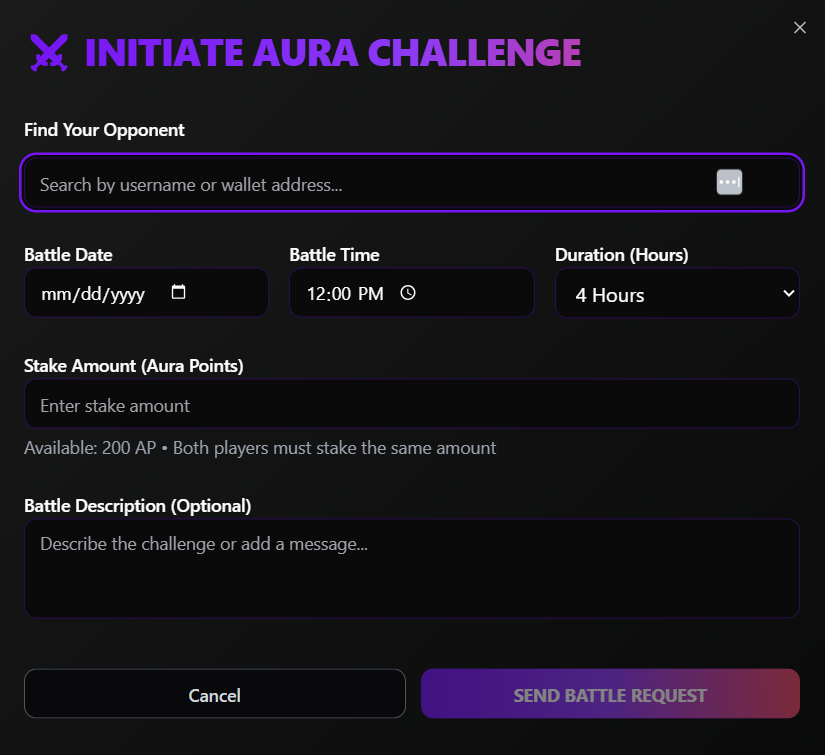 INITIATE AURA CHALLENGE
Find Your Opponent
Search by username or wallet address...
Battle Date
Battle Time
Duration (Hours)
mm/dd/yyyy
12:00 PM
4 Hours
Stake Amount (Aura Points)
Enter stake amount
Available: 200 AP • Both players must stake the same amount
Battle Description (Optional)
Describe the challenge or add a message...
Cancel
SEND BATTLE REQUEST